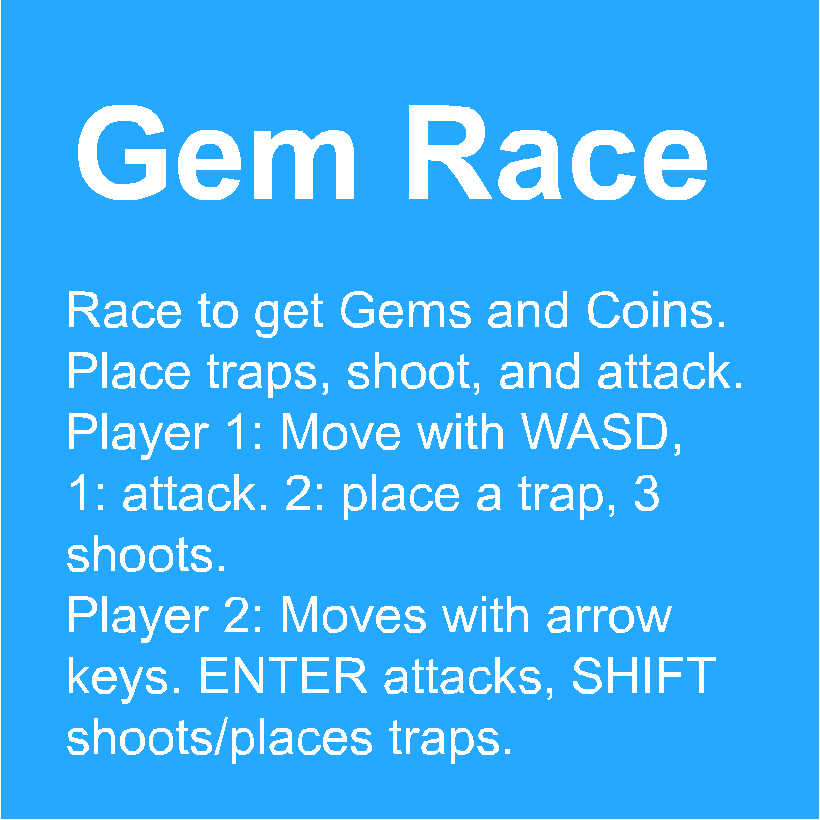 Gem Race
Race to get Gems and Coins.
Place traps, shoot, and attack.
Player 1: Move with WASD,
1: attack. 2: place a trap, 3
shoots.
Player 2: Moves with arrow
keys. ENTER attacks, SHIFT
shoots/places traps.